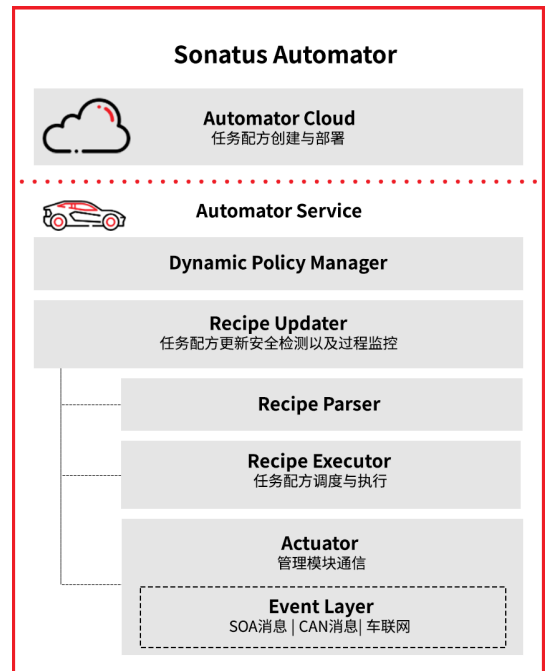 Sonatus Automator
Automator Cloud
任务配方创建与部署
Automator Service
Dynamic Policy Manager
Recipe Updater
任务配方更新安全检测以及过程监控
Recipe Parser
Recipe Executor
任务配方调度与执行
Actuator
管理模块通信
Event Layer
SOA消息 | CAN消息| 车联网